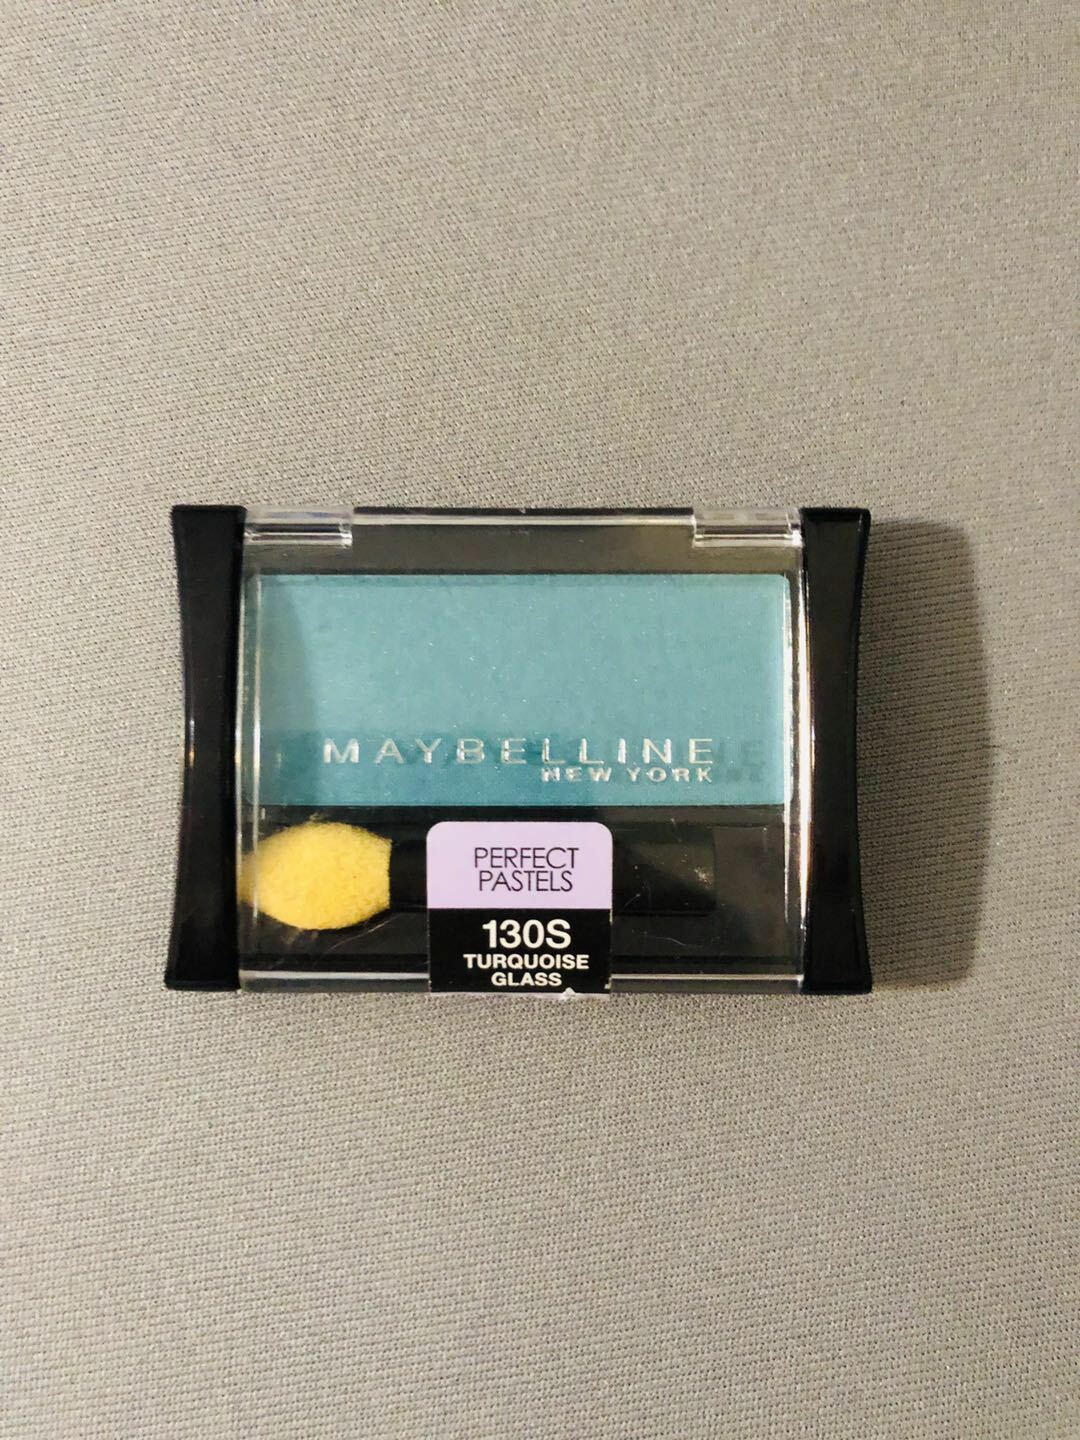 MAYBELLINE
NEW YORK
PERFECT
PASTELS
130S
TURQUOISE
GLASS